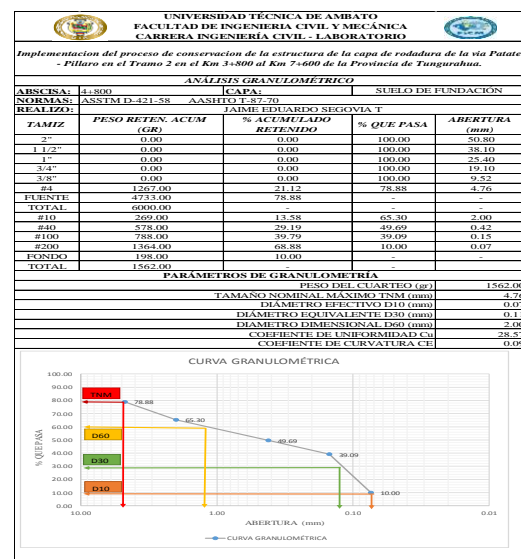 UNIVERSIDAD TÉCNICA DE AMBATO
FACULTAD DE INGENIERIA CIVIL Y MECÁNICA
CARRERA INGENIERÍA CIVIL - LABORATORIO
Implementacion del proceso de conservacion de la estructura de la capa de rodadura de la via Patate
- Pillaro en el Tramo 2 en el Km 3+800 al Km 7+600 de la Provincia de Tungurahua.
ANÁLISIS GRANULOMÉTRICO
ABSCISA: 4+800 CAPA: SUELO DE FUNDACIÓN
NORMAS: ASSTM D-421-58 AASHTO T-87-70
REALIZO: JAIME EDUARDO SEGOVIA T
TAMIZ PESO RETEN. ACUM (GR) % ACUMULADO RETENIDO % QUE PASA ABERTURA (mm)
2" 0.00 0.00 100.00 50.80
1 1/2" 0.00 0.00 100.00 38.10
1" 0.00 0.00 100.00 25.40
3/4" 0.00 0.00 100.00 19.10
3/8" 0.00 0.00 100.00 9.52
#4 1267.00 21.12 78.88 4.76
FUENTE 4733.00 78.88 - -
TOTAL 6000.00 - - -
#10 269.00 13.58 65.30 2.00
#40 578.00 29.19 49.69 0.42
#100 788.00 39.79 39.09 0.15
#200 1364.00 68.88 10.00 0.07
FONDO 198.00 10.00 - -
TOTAL 1562.00 - - -
PARÁMETROS DE GRANULOMETRÍA
PESO DEL CUARTEO (gr) 1562.00
TAMAÑO NOMINAL MÁXIMO TNM (mm) 4.76
DIÁMETRO EFECTIVO D10 (mm) 0.07
DIÁMETRO EQUIVALENTE D30 (mm) 0.1
DIAMETRO DIMENSIONAL D60 (mm) 2.00
COEFIENTE DE UNIFORMIDAD Cu 28.57
COEFIENTE DE CURVATURA CE 0.09
CURVA GRANULOMÉTRICA
% QUE PASA
100.00
90.00
80.00
70.00
60.00
50.00
40.00
30.00
20.00
10.00
0.00
TNM
D60
D30
D10
78.88
65.30
49.69
39.09
10.00
10.00 1.00 0.10 0.01
ABERTURA (mm)
CURVA GRANULOMÉTRICA